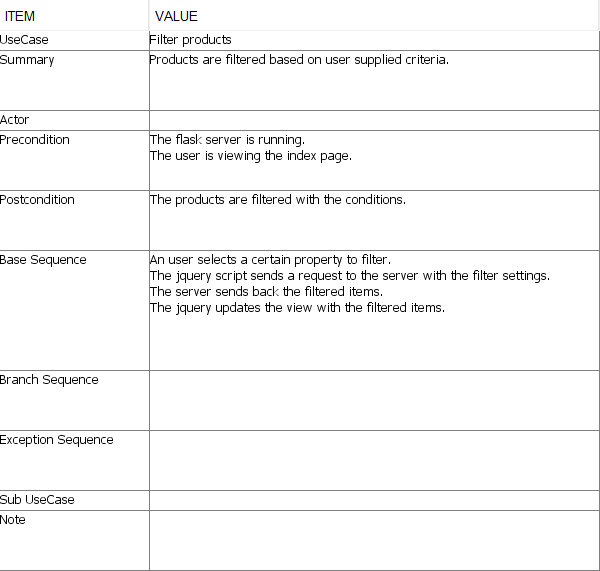 ITEM VALUE
UseCase Filter products
Summary Products are filtered based on user supplied criteria.
Actor
Precondition The flask server is running.
The user is viewing the index page.
Postcondition The products are filtered with the conditions.
Base Sequence An user selects a certain property to filter.
The jquery script sends a request to the server with the filter settings.
The server sends back the filtered items.
The jquery updates the view with the filtered items.
Branch Sequence
Exception Sequence
Sub UseCase
Note